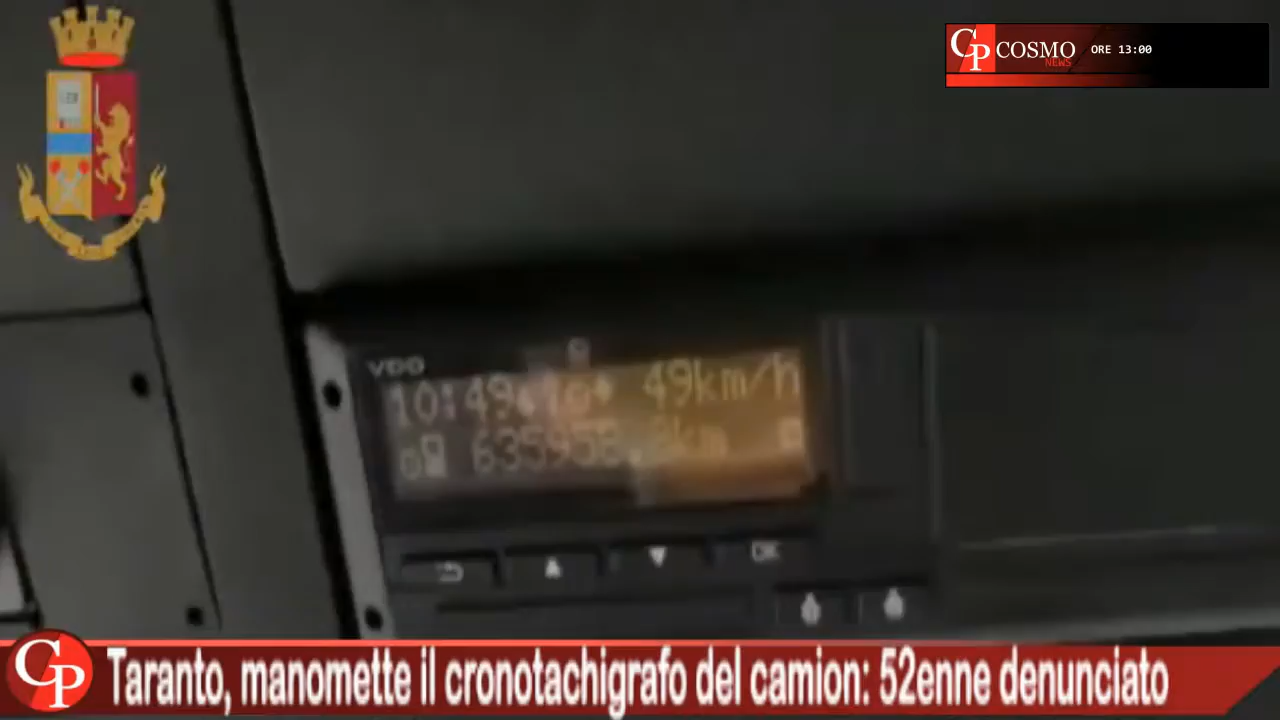 CP COSMO NEWS ORE 13:00
VDO
10:49 49km/h
km
OK
CP Taranto, manomette il cronotachigrafo del camion: 52enne denunciato